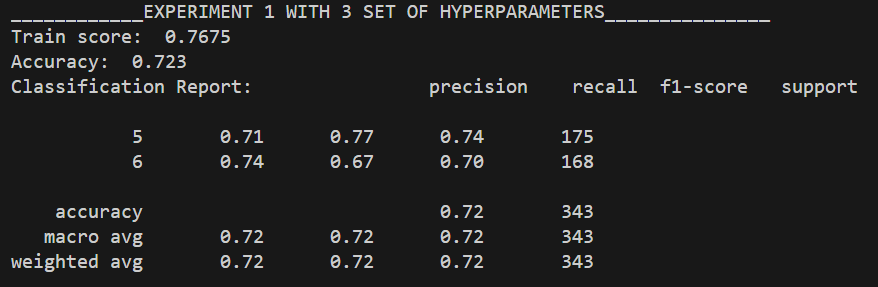 ____________EXPERIMENT 1 WITH 3 SET OF HYPERPARAMETERS_______________
Train score:  0.7675
Accuracy:  0.723
Classification Report:                precision    recall  f1-score   support

           5       0.71      0.77      0.74       175
           6       0.74      0.67      0.70       168

    accuracy                           0.72       343
   macro avg       0.72      0.72      0.72       343
weighted avg       0.72      0.72      0.72       343